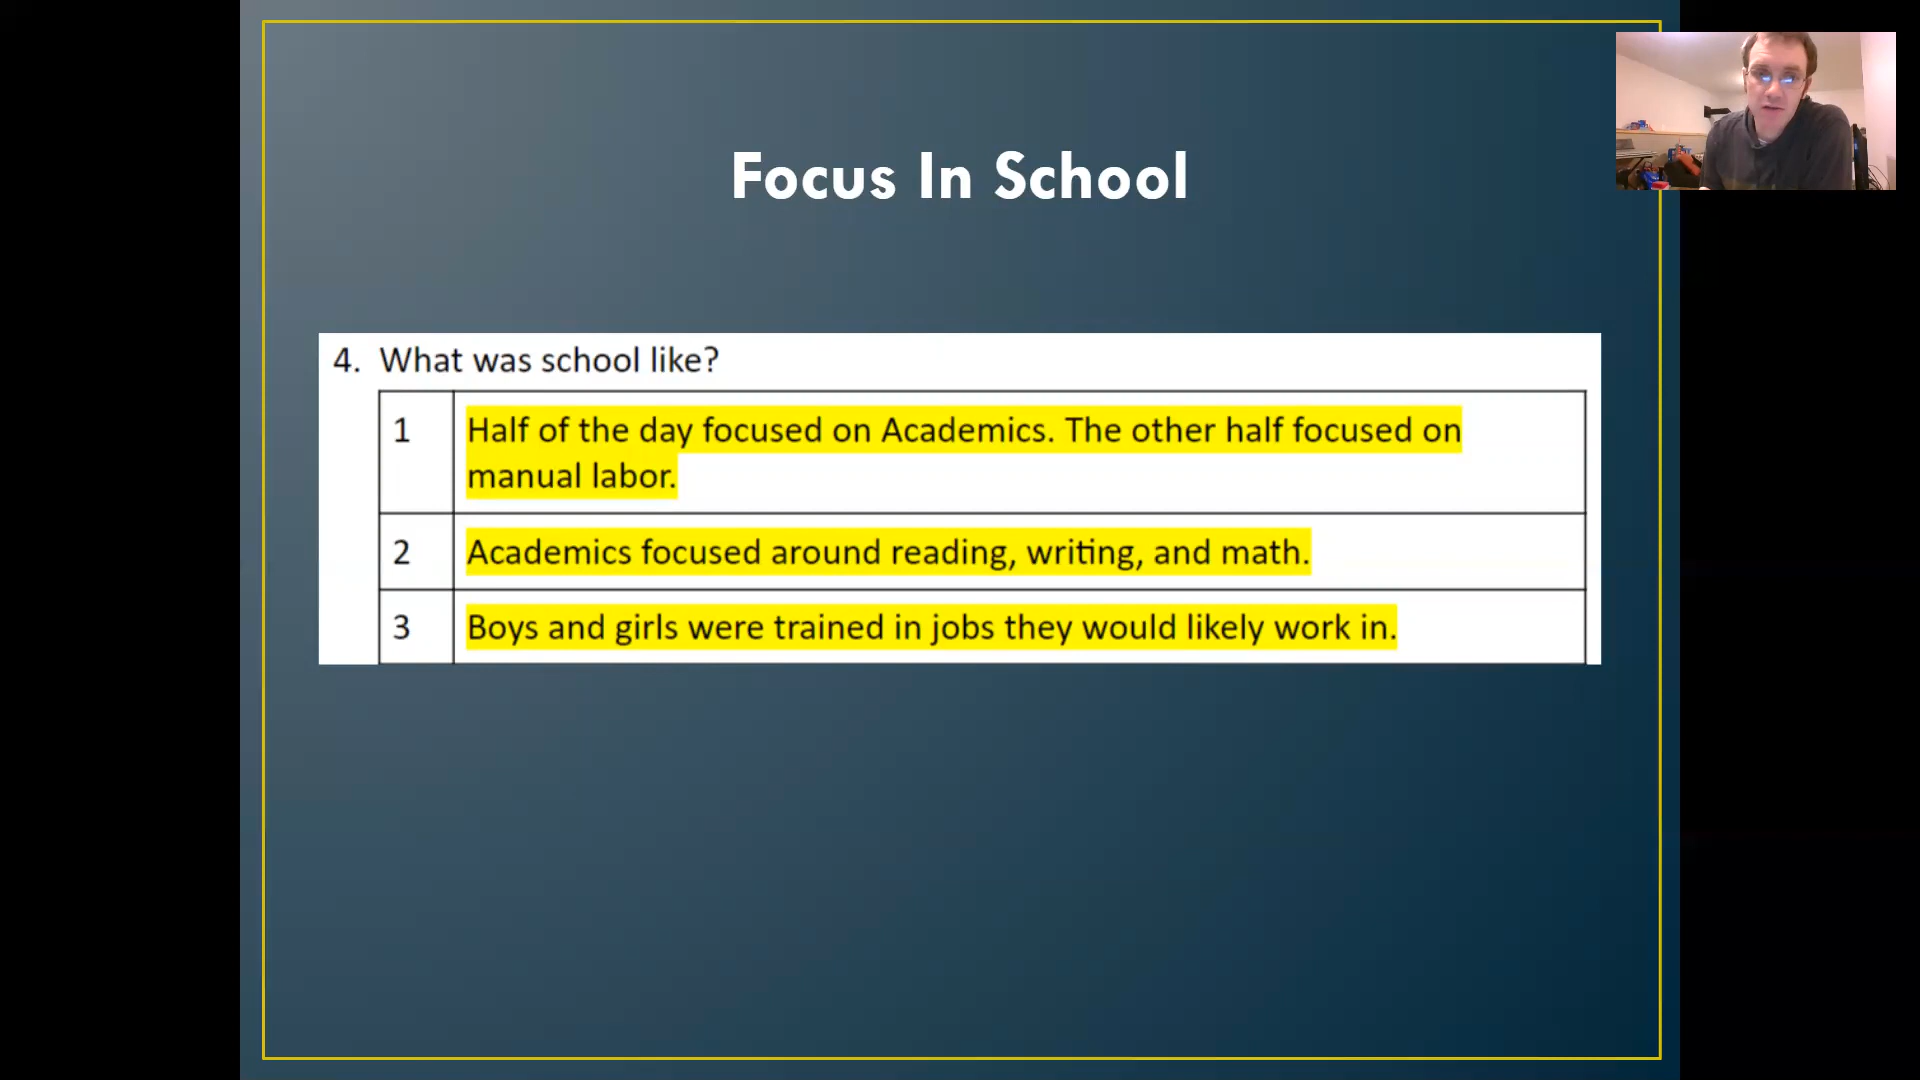 Focus In School
4. What was school like?
1 Half of the day focused on Academics. The other half focused on
manual labor.
2 Academics focused around reading, writing, and math.
3 Boys and girls were trained in jobs they would likely work in.